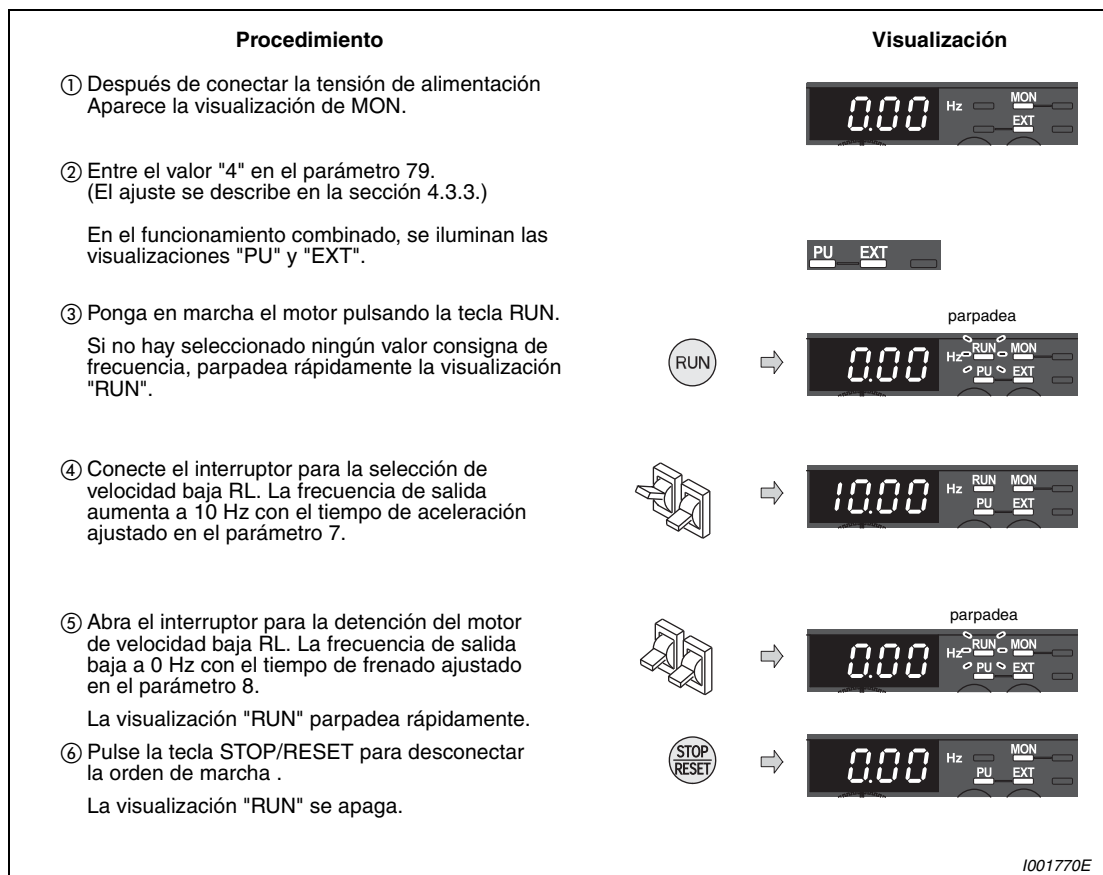 Procedimiento
Visualización
① Después de conectar la tensión de alimentación
Aparece la visualización de MON.
0.00 Hz MON
EXT
② Entre el valor "4" en el parámetro 79.
(El ajuste se describe en la sección 4.3.3.)
En el funcionamiento combinado, se iluminan las
visualizaciones "PU" y "EXT".
PU EXT
③ Ponga en marcha el motor pulsando la tecla RUN.
Si no hay seleccionado ningún valor consigna de
frecuencia, parpadea rápidamente la visualización
"RUN".
RUN
parpadea
0.00 Hz RUN MON
PU EXT
④ Conecte el interruptor para la selección de
velocidad baja RL. La frecuencia de salida
aumenta a 10 Hz con el tiempo de aceleración
ajustado en el parámetro 7.
10.00 Hz RUN MON
PU EXT
⑤ Abra el interruptor para la detención del motor
de velocidad baja RL. La frecuencia de salida
baja a 0 Hz con el tiempo de frenado ajustado
en el parámetro 8.
La visualización "RUN" parpadea rápidamente.
parpadea
0.00 Hz RUN MON
PU EXT
⑥ Pulse la tecla STOP/RESET para desconectar
la orden de marcha .
La visualización "RUN" se apaga.
STOP
RESET
0.00 Hz MON
PU EXT
I001770E